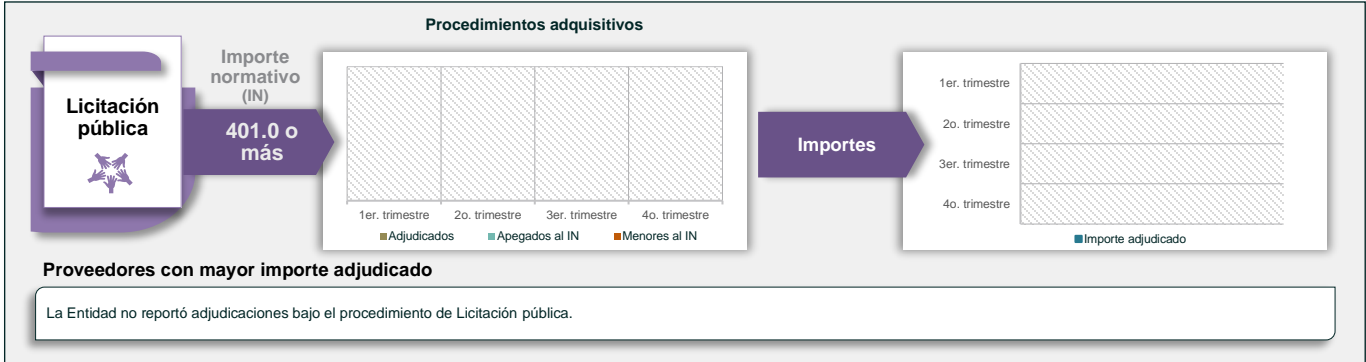 Procedimientos adquisitivos
Licitación
pública
Importe
normativo
(IN)
401.0 o
más
1er. trimestre 2o. trimestre 3er. trimestre 4o. trimestre
Adjudicados Apegados al IN Menores al IN
Importes
1er. trimestre
2o. trimestre
3er. trimestre
4o. trimestre
Importe adjudicado
Proveedores con mayor importe adjudicado
La Entidad no reportó adjudicaciones bajo el procedimiento de Licitación pública.